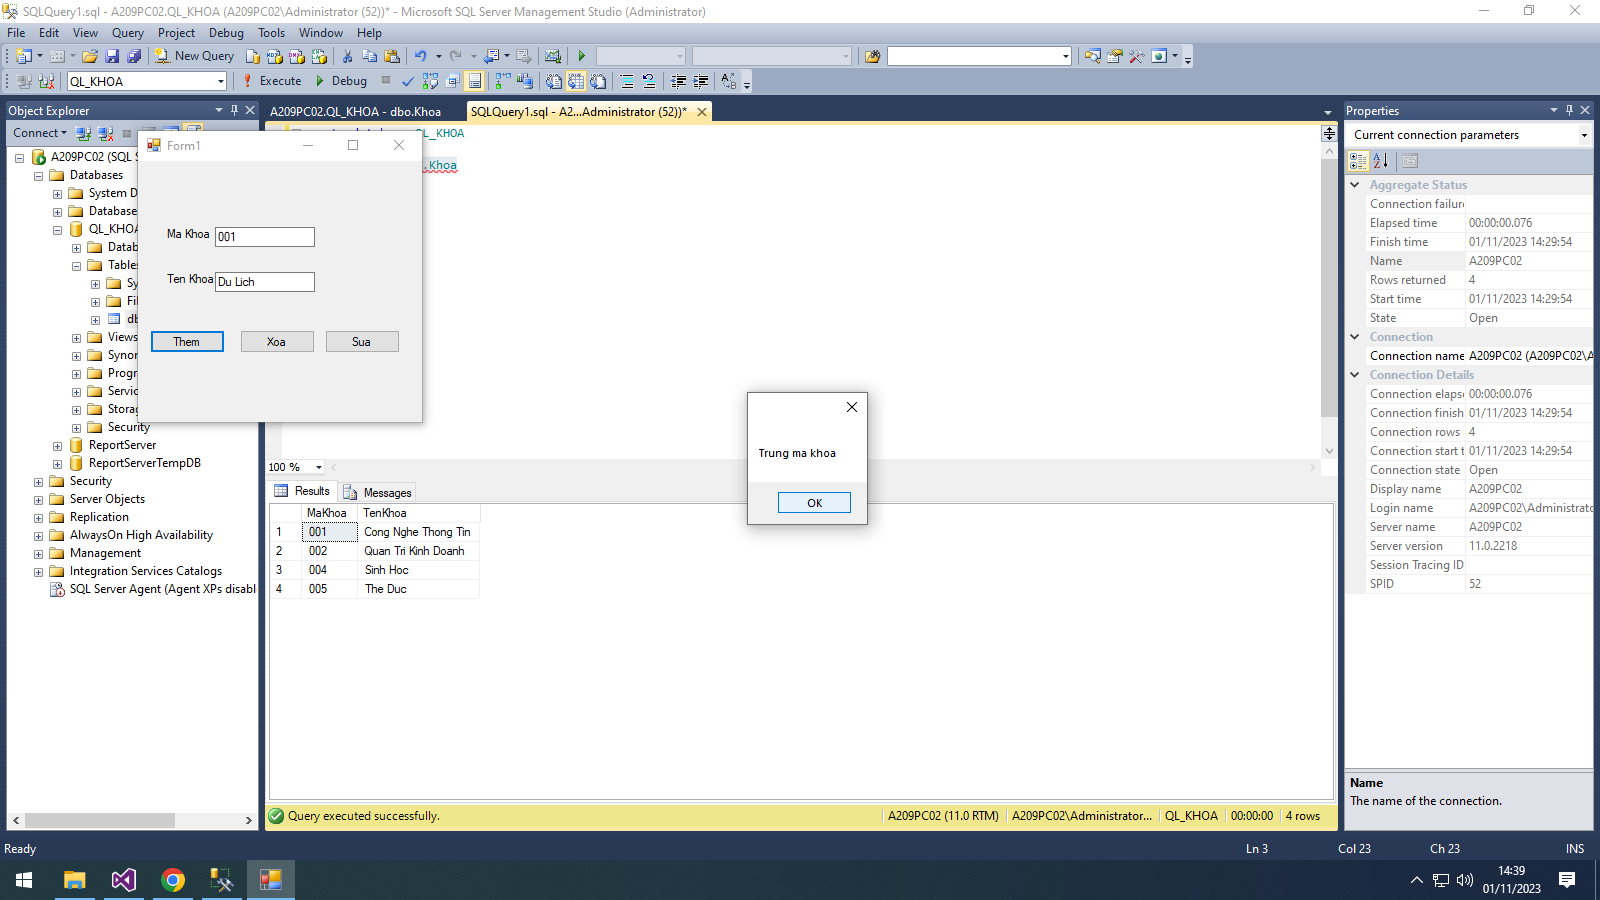 SQLQuery1.sql - A209PC02.QL_KHOA (A209PC02\Administrator (52))* - Microsoft SQL Server Management Studio (Administrator)
File Edit View Query Project Debug Tools Window Help
New Query
QL_KHOA Execute Debug
Object Explorer
Connect
A209PC02 (SQL S
Databases
System D
Database
QL_KHOA
Datab
Tables
Sy
Fil
db
Views
Synor
Progr
Servic
Storag
Security
ReportServer
ReportServerTempDB
Security
Server Objects
Replication
AlwaysOn High Availability
Management
Integration Services Catalogs
SQL Server Agent (Agent XPs disabl
Form1
Ma Khoa 001
Ten Khoa Du Lich
Them Xoa Sua
A209PC02.QL_KHOA - dbo.Khoa
SQLQuery1.sql - A2...Administrator (52))*
QL_KHOA
.Khoa
Trung ma khoa
OK
100 %
Results Messages
MaKhoa TenKhoa
1 001 Cong Nghe Thong Tin
2 002 Quan Tri Kinh Doanh
3 004 Sinh Hoc
4 005 The Duc
Query executed successfully. A209PC02 (11.0 RTM) A209PC02\Administrator... QL_KHOA 00:00:00 4 rows
Properties
Current connection parameters
Aggregate Status
Connection failure
Elapsed time 00:00:00.076
Finish time 01/11/2023 14:29:54
Name A209PC02
Rows returned 4
Start time 01/11/2023 14:29:54
State Open
Connection
Connection name A209PC02 (A209PC02\A
Connection Details
Connection elapse 00:00:00.076
Connection finish 01/11/2023 14:29:54
Connection rows 4
Connection start t 01/11/2023 14:29:54
Connection state Open
Display name A209PC02
Login name A209PC02\Administrato
Server name A209PC02
Server version 11.0.2218
Session Tracing ID
SPID 52
Name
The name of the connection.
Ready Ln 3 Col 23 Ch 23 INS
14:39
01/11/2023